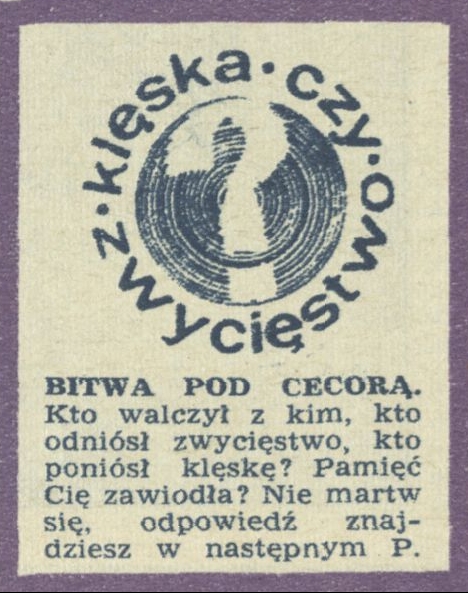 klęska · czy · zwycięstwo ·
BITWA POD CECORĄ.
Kto walczył z kim, kto
odniósł zwycięstwo, kto
poniósł klęskę? Pamięć
Cię zawiodła? Nie martw
się, odpowiedź znaj-
dziesz w następnym P.